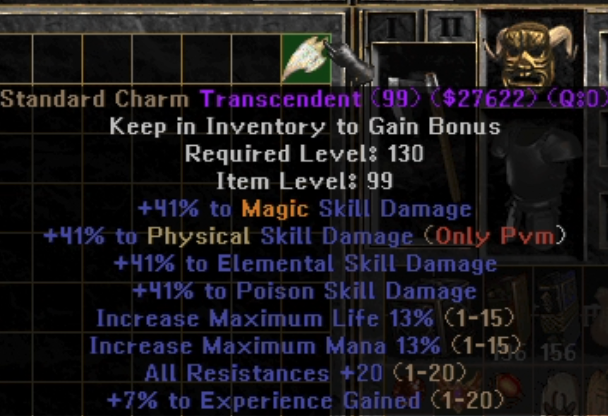 I II
Standard Charm Transcendent (99) ($27622) (Q:0)
Keep in Inventory to Gain Bonus
Required Level: 130
Item Level: 99
+41% to Magic Skill Damage
+41% to Physical Skill Damage (Only Pvm)
+41% to Elemental Skill Damage
+41% to Poison Skill Damage
Increase Maximum Life 13% (1-15)
Increase Maximum Mana 13% (1-15)
156
All Resistances +20 (1-20)
+7% to Experience Gained (1-20)